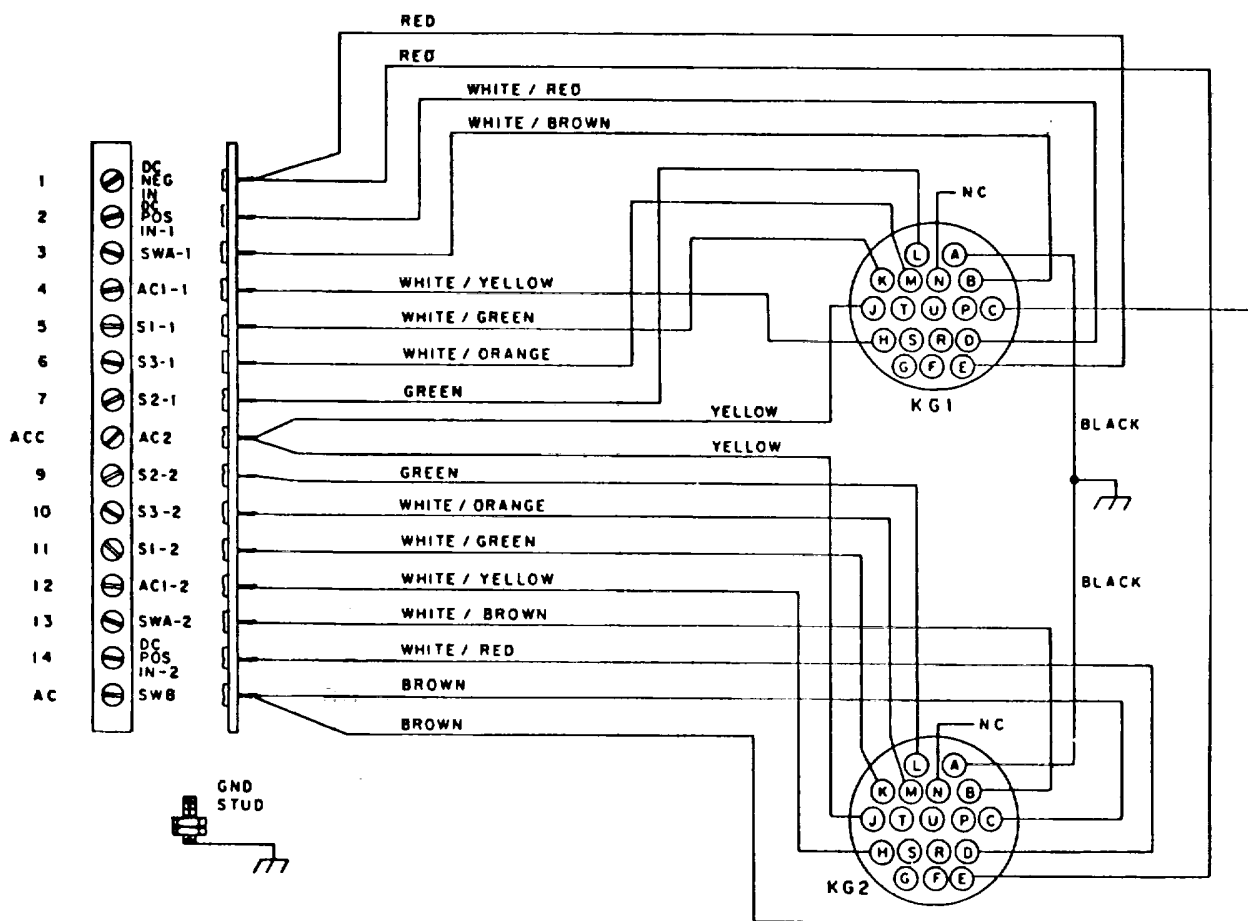 RED
RED
WHITE / RED
WHITE / BROWN
1 DC NEG IN
2 DC POS IN-1
3 SWA-1
4 AC1-1 WHITE / YELLOW
5 S1-1 WHITE / GREEN
6 S3-1 WHITE / ORANGE
7 S2-1 GREEN
ACC AC2
YELLOW
YELLOW
9 S2-2 GREEN
10 S3-2 WHITE / ORANGE
11 S1-2 WHITE / GREEN
12 AC1-2 WHITE / YELLOW
13 SWA-2 WHITE / BROWN
14 DC POS IN-2 WHITE / RED
AC SWB BROWN
BROWN
GND
STUD
NC
L A
K M N B
J T U P C
H S R D
G F E
KG1
BLACK
BLACK
NC
L A
K M N B
J T U P C
H S R D
G F E
KG2